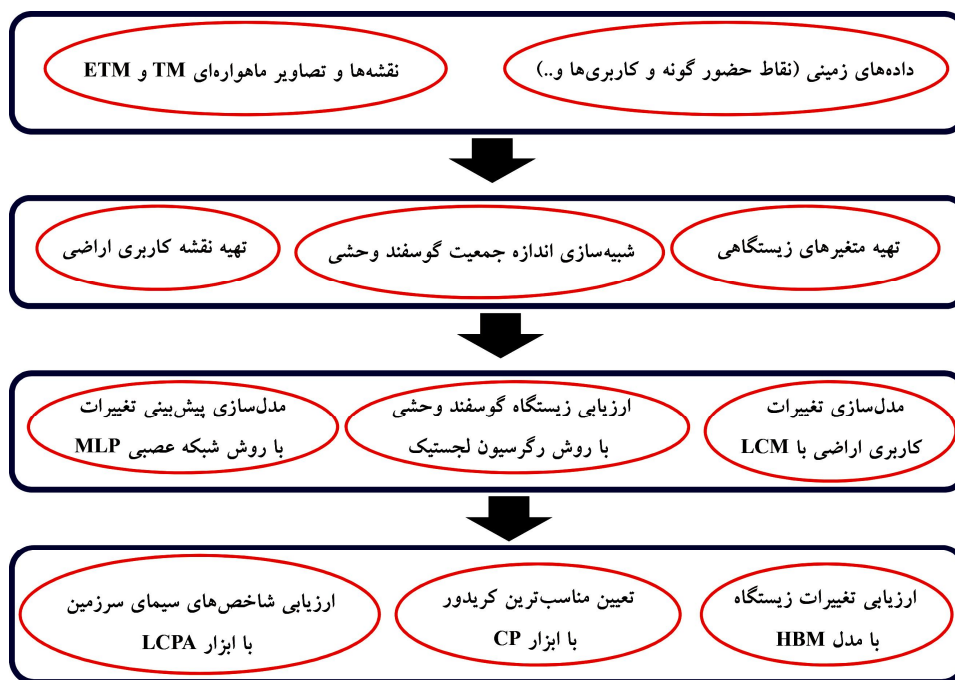 داده‌های زمینی (نقاط حضور گونه و کاربری‌ها و..)
نقشه‌ها و تصاویر ماهواره‌ای TM و ETM
تهیه متغیرهای زیستگاهی
شبیه‌سازی اندازه جمعیت گوسفند وحشی
تهیه نقشه کاربری اراضی
مدل‌سازی تغییرات
کاربری اراضی با LCM
ارزیابی زیستگاه گوسفند وحشی
با روش رگرسیون لجستیک
مدل‌سازی پیش‌بینی تغییرات
با روش شبکه عصبی MLP
ارزیابی تغییرات زیستگاه
با مدل HBM
تعیین مناسب‌ترین کریدور
با ابزار CP
ارزیابی شاخص‌های سیمای سرزمین
با ابزار LCPA